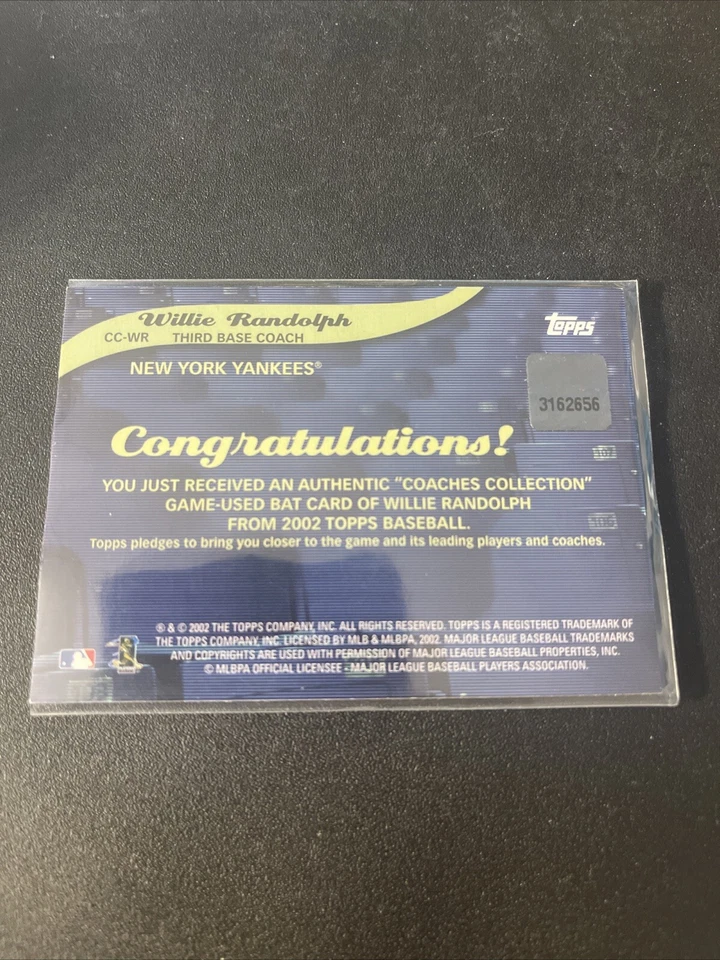 Willie Randolph
CC-WR THIRD BASE COACH
topps
NEW YORK YANKEES®
3162656
Congratulations!
YOU JUST RECEIVED AN AUTHENTIC "COACHES COLLECTION"
GAME-USED BAT CARD OF WILLIE RANDOLPH
FROM 2002 TOPPS BASEBALL.
Topps pledges to bring you closer to the game and its leading players and coaches.
® & © 2002 THE TOPPS COMPANY, INC. ALL RIGHTS RESERVED. TOPPS IS A REGISTERED TRADEMARK OF
THE TOPPS COMPANY, INC. LICENSED BY MLB & MLBPA, 2002. MAJOR LEAGUE BASEBALL TRADEMARKS
AND COPYRIGHTS ARE USED WITH PERMISSION OF MAJOR LEAGUE BASEBALL PROPERTIES, INC.
© MLBPA OFFICIAL LICENSEE - MAJOR LEAGUE BASEBALL PLAYERS ASSOCIATION.